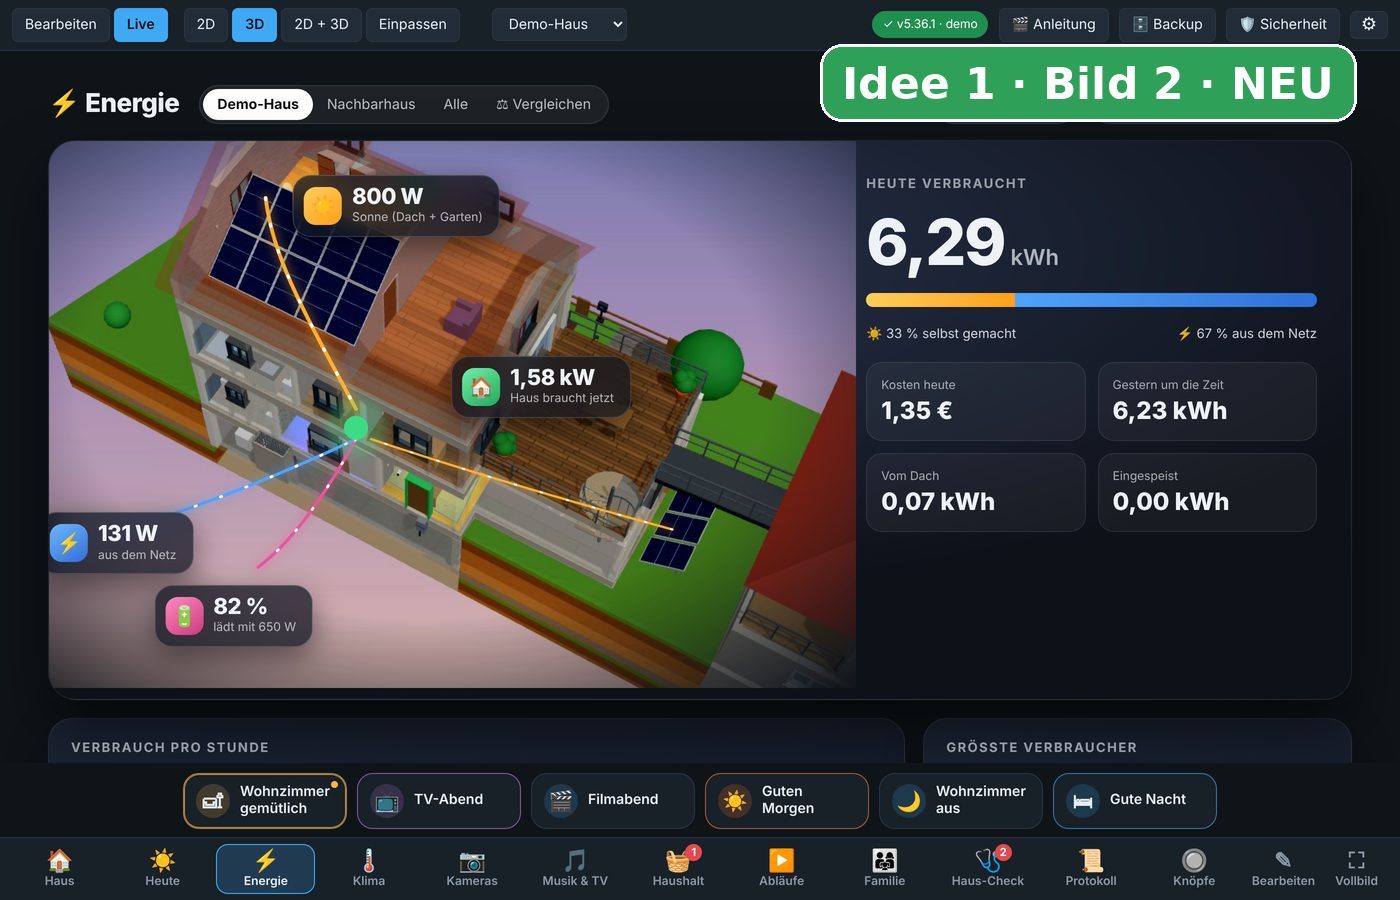 Bearbeiten Live 2D 3D 2D + 3D Einpassen Demo-Haus ✓ v5.36.1 · demo Anleitung Backup Sicherheit
Idee 1 · Bild 2 · NEU
Energie Demo-Haus Nachbarhaus Alle Vergleichen
800 W
Sonne (Dach + Garten)
1,58 kW
Haus braucht jetzt
131 W
aus dem Netz
82 %
lädt mit 650 W
HEUTE VERBRAUCHT
6,29 kWh
33 % selbst gemacht 67 % aus dem Netz
Kosten heute
1,35 €
Gestern um die Zeit
6,23 kWh
Vom Dach
0,07 kWh
Eingespeist
0,00 kWh
VERBRAUCH PRO STUNDE
GRÖSSTE VERBRAUCHER
Wohnzimmer
gemütlich
TV-Abend
Filmabend
Guten
Morgen
Wohnzimmer
aus
Gute Nacht
Haus
Heute
Energie
Klima
Kameras
Musik & TV
1
Haushalt
Abläufe
Familie
2
Haus-Check
Protokoll
Knöpfe
Bearbeiten
Vollbild